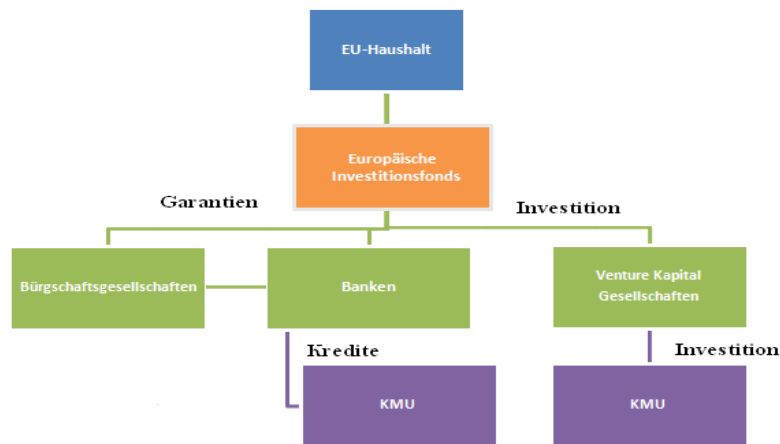 EU-Haushalt
Europäische
Investitionsfonds
Garantien
Investition
Bürgschaftsgesellschaften
Banken
Venture Kapital
Gesellschaften
Kredite
Investition
KMU
KMU